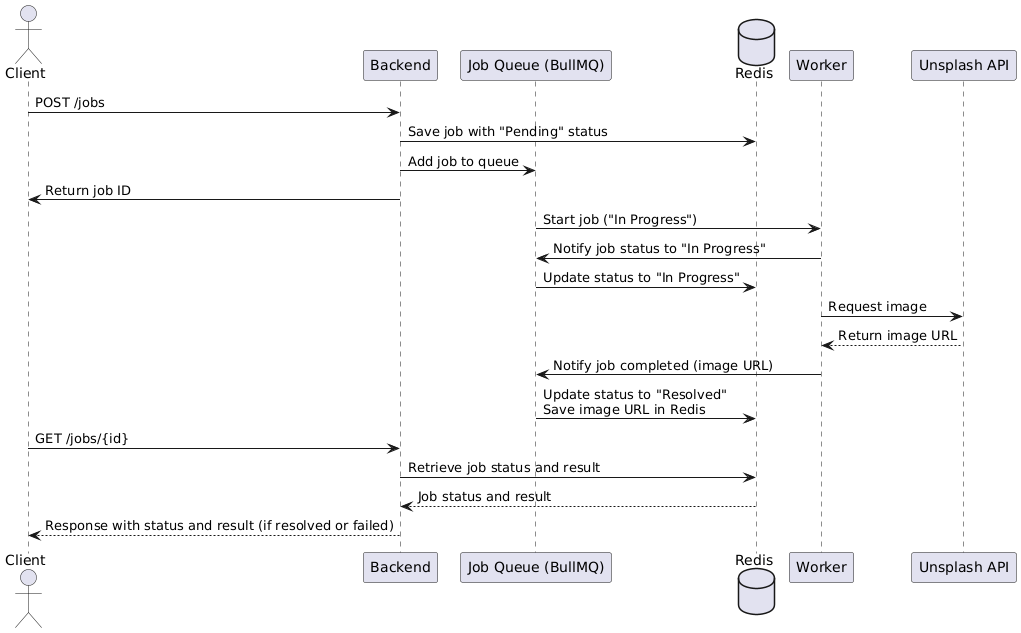 Client
Backend
Job Queue (BullMQ)
Redis
Worker
Unsplash API
POST /jobs
Save job with "Pending" status
Add job to queue
Return job ID
Start job ("In Progress")
Notify job status to "In Progress"
Update status to "In Progress"
Request image
Return image URL
Notify job completed (image URL)
Update status to "Resolved"
Save image URL in Redis
GET /jobs/{id}
Retrieve job status and result
Job status and result
Response with status and result (if resolved or failed)
Client
Backend
Job Queue (BullMQ)
Redis
Worker
Unsplash API